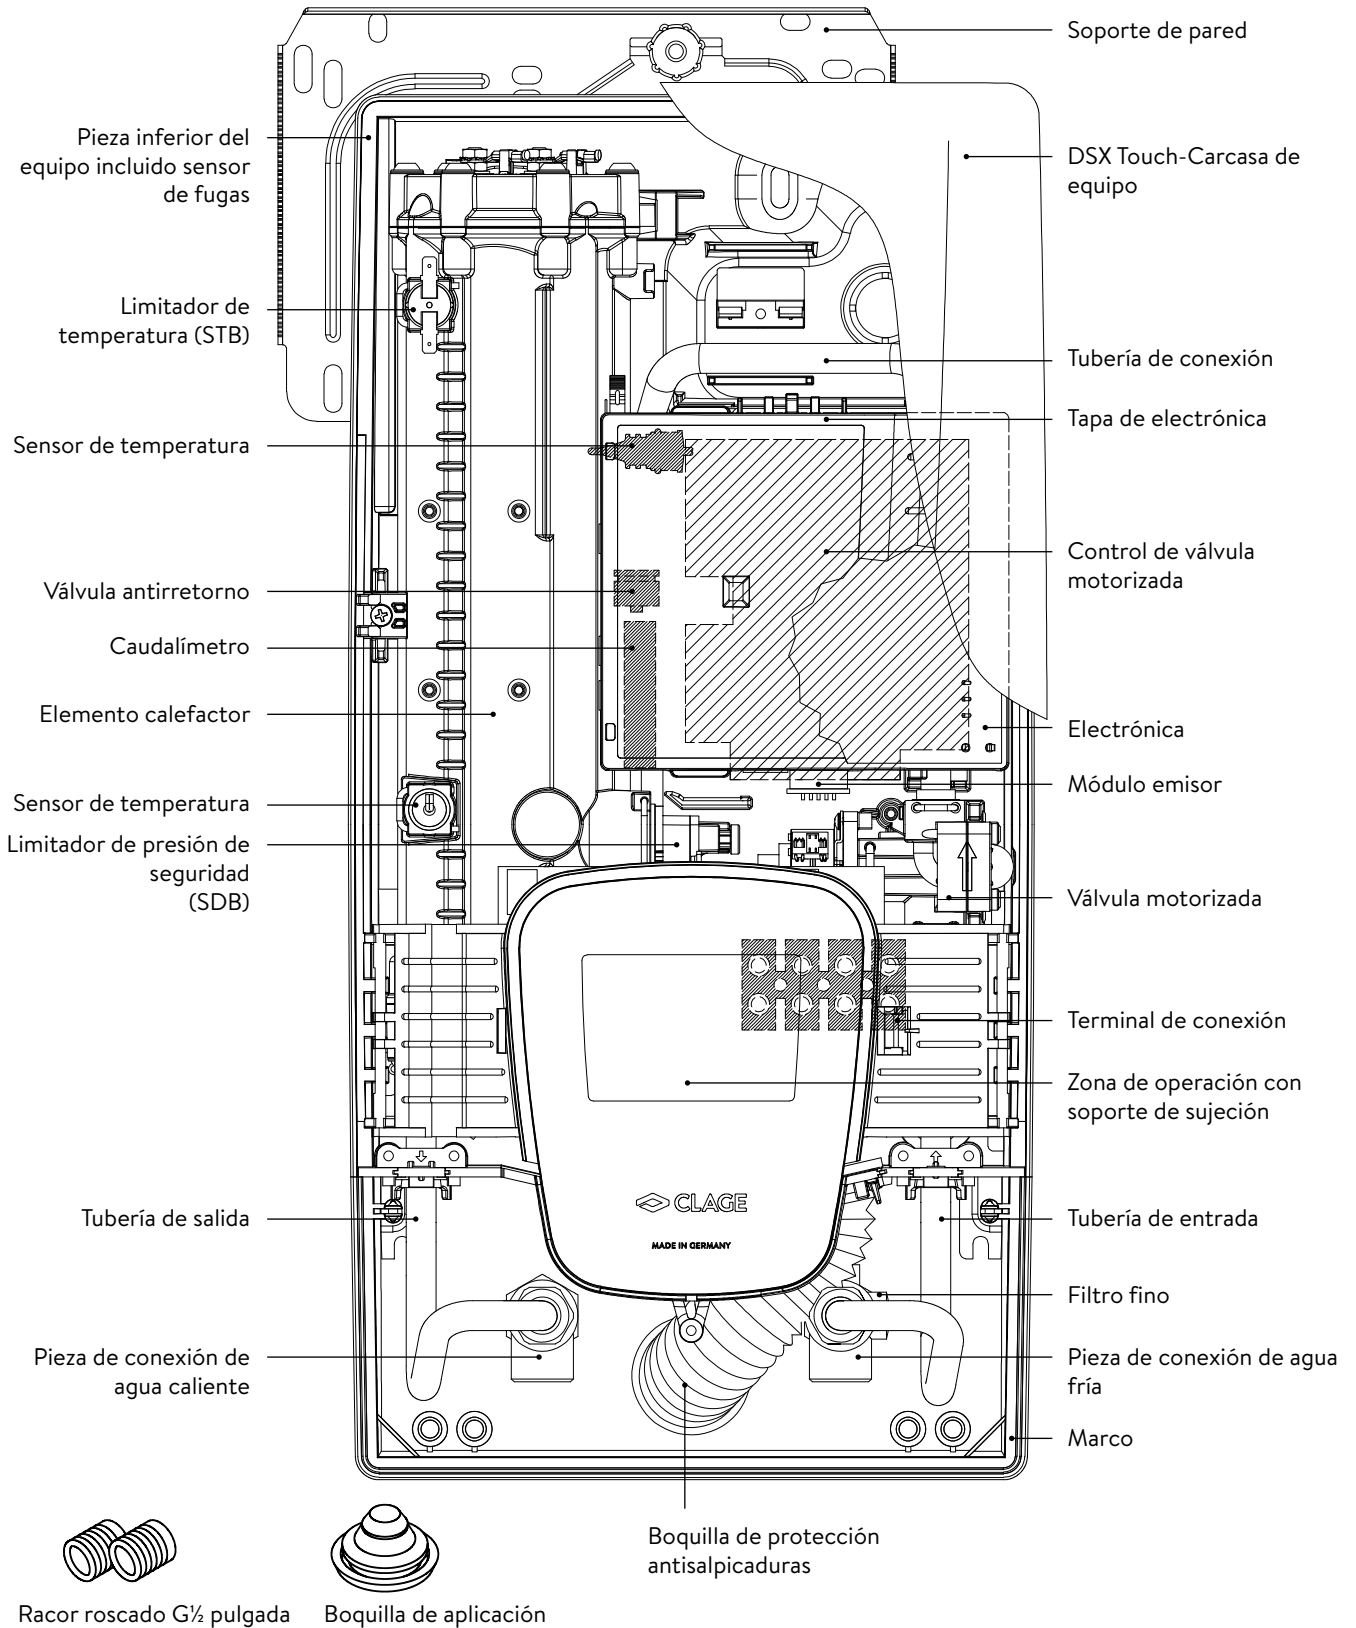 Soporte de pared
Pieza inferior del
equipo incluido sensor
de fugas
DSX Touch-Carcasa de
equipo
Limitador de
temperatura (STB)
Tubería de conexión
Tapa de electrónica
Sensor de temperatura
Control de válvula
motorizada
Válvula antirretorno
Caudalímetro
Elemento calefactor
Electrónica
Módulo emisor
Sensor de temperatura
Limitador de presión de
seguridad
(SDB)
Válvula motorizada
Terminal de conexión
Zona de operación con
soporte de sujeción
CLAGE
MADE IN GERMANY
Tubería de salida
Tubería de entrada
Filtro fino
Pieza de conexión de
agua caliente
Pieza de conexión de agua
fría
Marco
Boquilla de protección
antisalpicaduras
Racor roscado G½ pulgada
Boquilla de aplicación